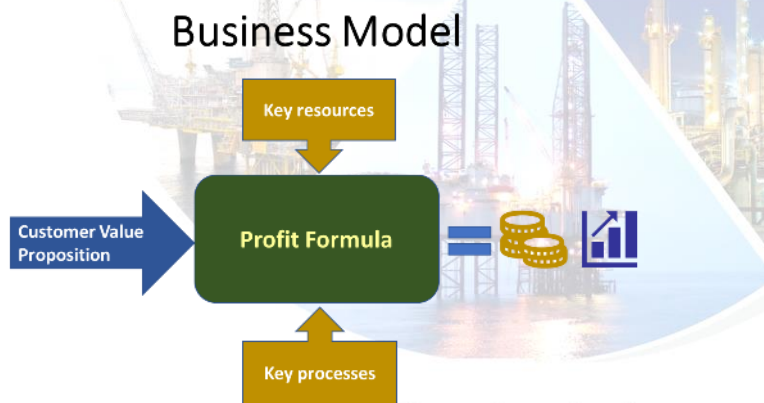 Business Model
Key resources
Customer Value
Proposition
Profit Formula
Key processes